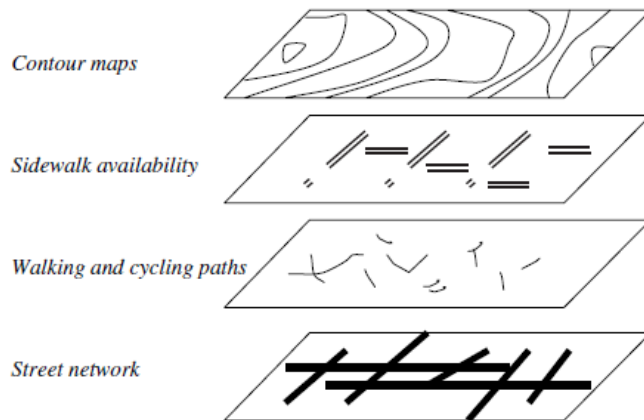 Contour maps
Sidewalk availability
Walking and cycling paths
Street network